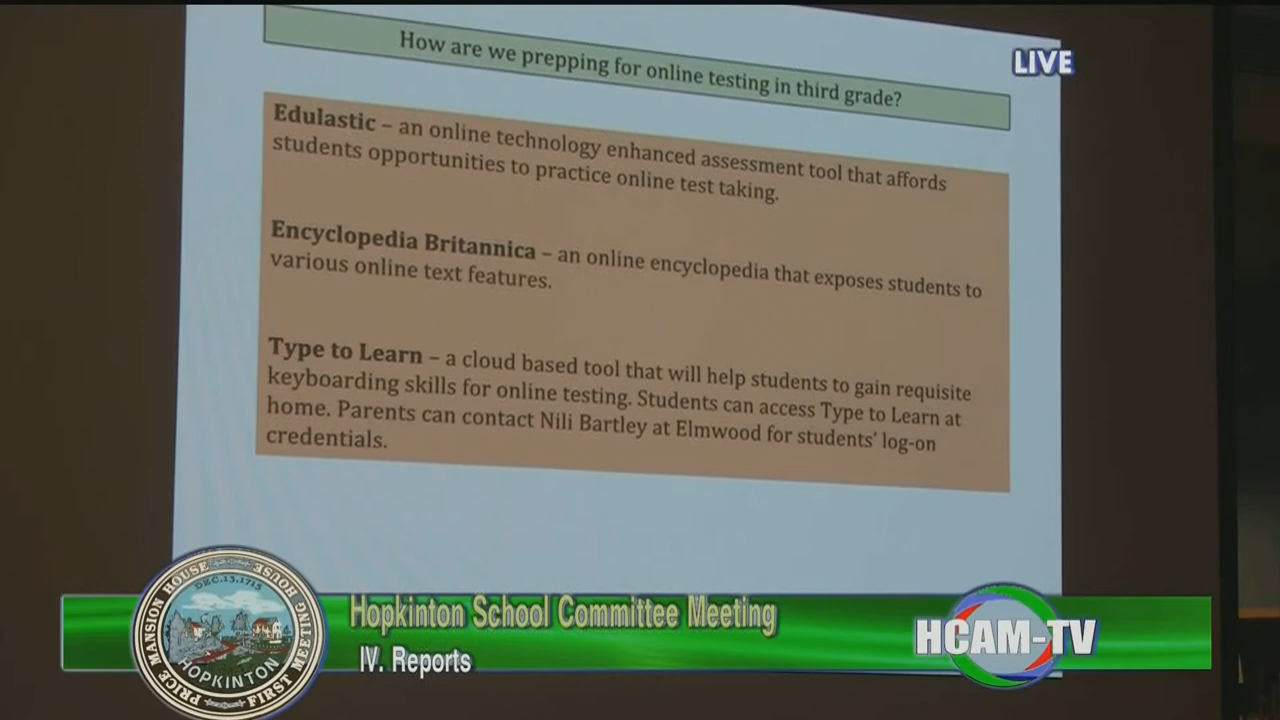 How are we prepping for online testing in third grade?
LIVE
Edulastic – an online technology enhanced assessment tool that affords
students opportunities to practice online test taking.
Encyclopedia Britannica – an online encyclopedia that exposes students to
various online text features.
Type to Learn – a cloud based tool that will help students to gain requisite
keyboarding skills for online testing. Students can access Type to Learn at
home. Parents can contact Nili Bartley at Elmwood for students' log-on
credentials.
PRICE MANSION HOUSE
FIRST MEETING HOUSE
DEC.13.1715
HOPKINTON
Hopkinton School Committee Meeting
IV. Reports
HCAM-TV